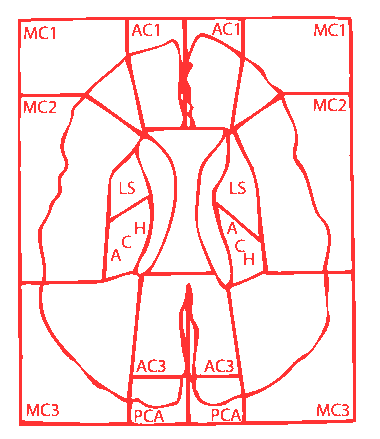 MC1 AC1 AC1 MC1
MC2 MC2
LS LS
A C H A C H
AC3 AC3
MC3 PCA PCA MC3